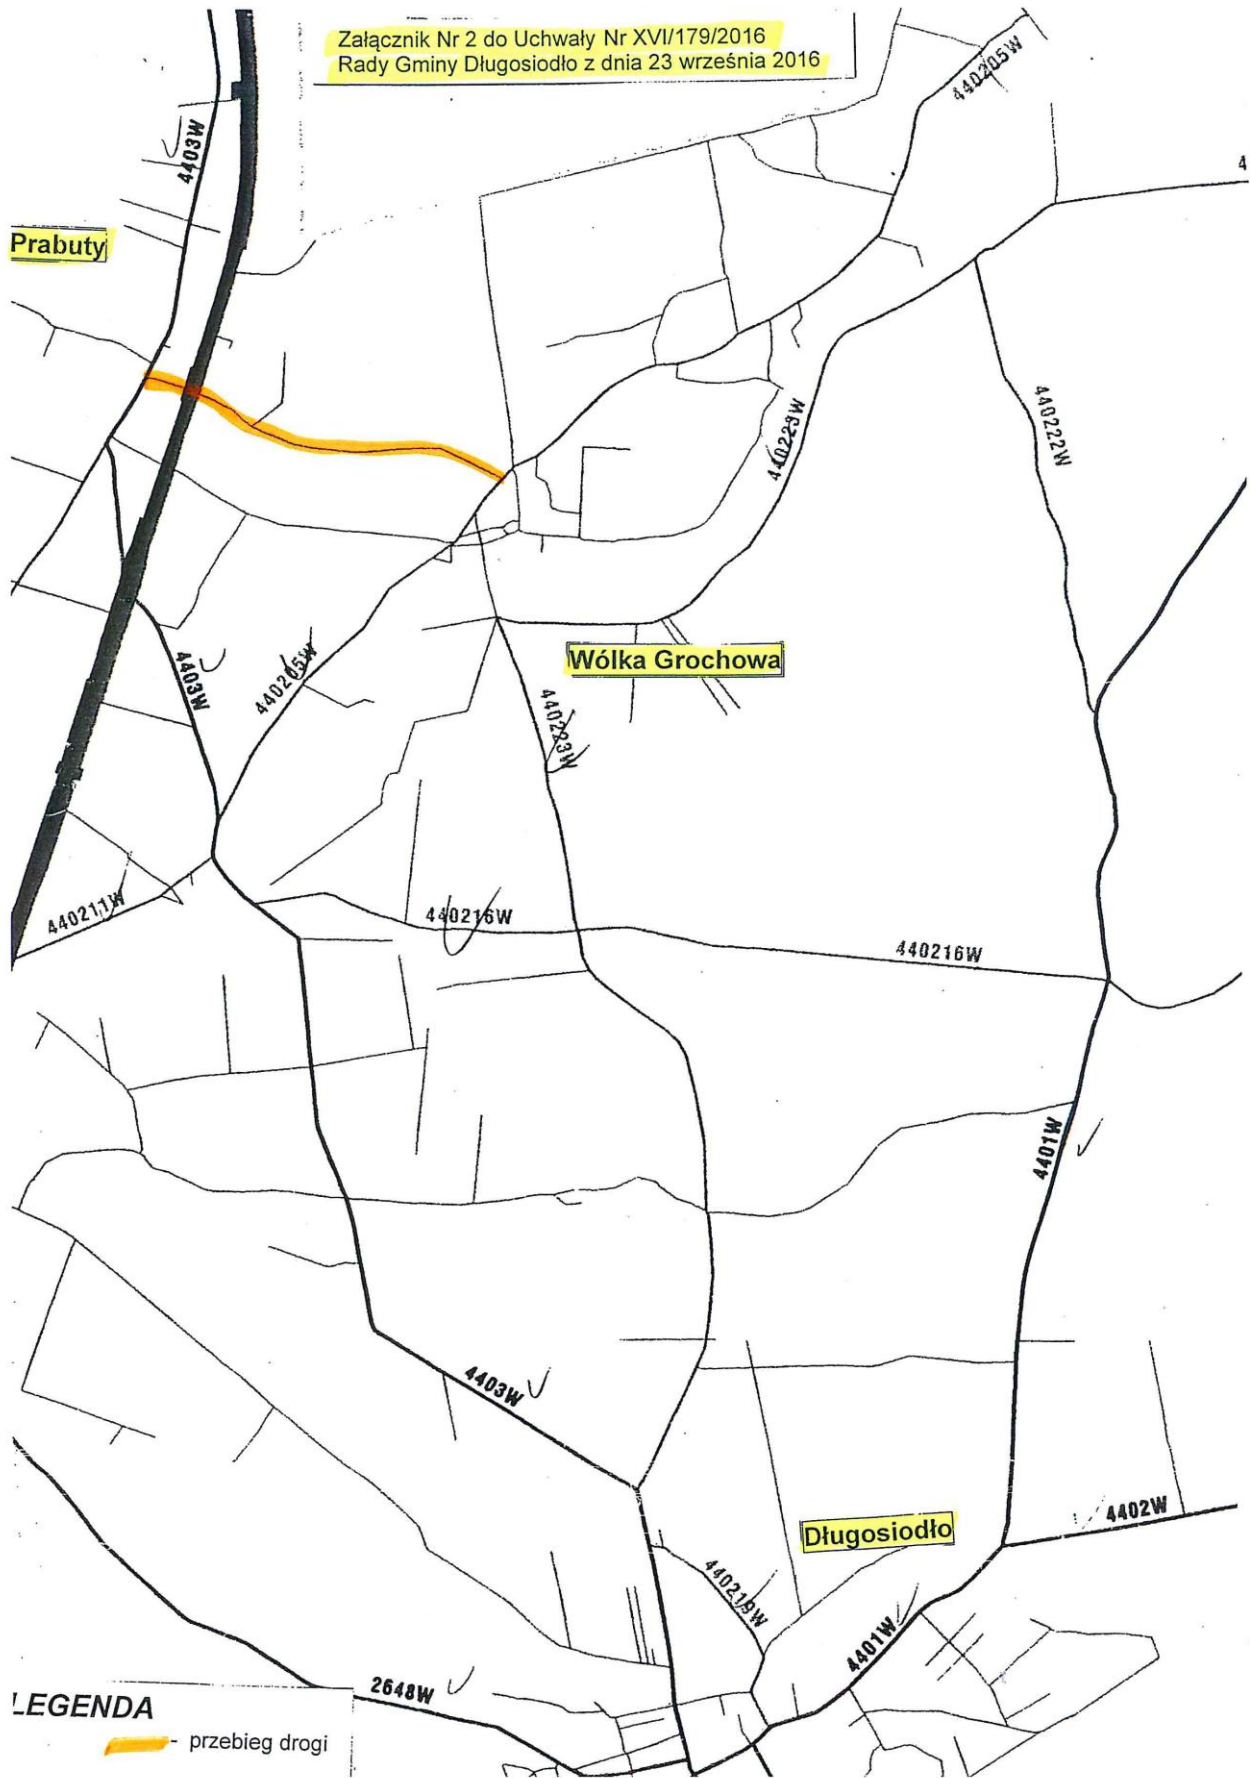 Załącznik Nr 2 do Uchwały Nr XVI/179/2016
Rady Gminy Długosiodło z dnia 23 września 2016
440205W
4403W
4
Prabuty
440223W
440222W
Wólka Grochowa
4403W
440205W
440223W
440211W
440216W
440216W
4401W
4403W
4402W
Długosiodło
440219W
4401W
2648W
LEGENDA
- przebieg drogi